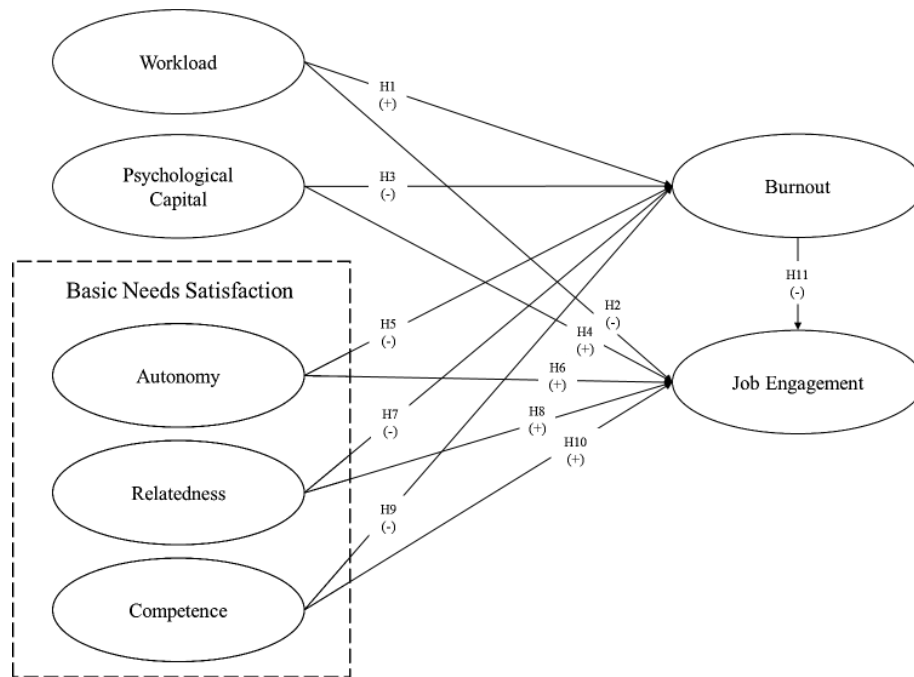 Workload
H1
(+)
Psychological
Capital
H3
(-)
Burnout
H11
(-)
Basic Needs Satisfaction
H2
(-)
H4
(+)
H5
(-)
Autonomy
H6
(+)
Job Engagement
H7
(-)
H8
(+)
H10
(+)
Relatedness
H9
(-)
Competence